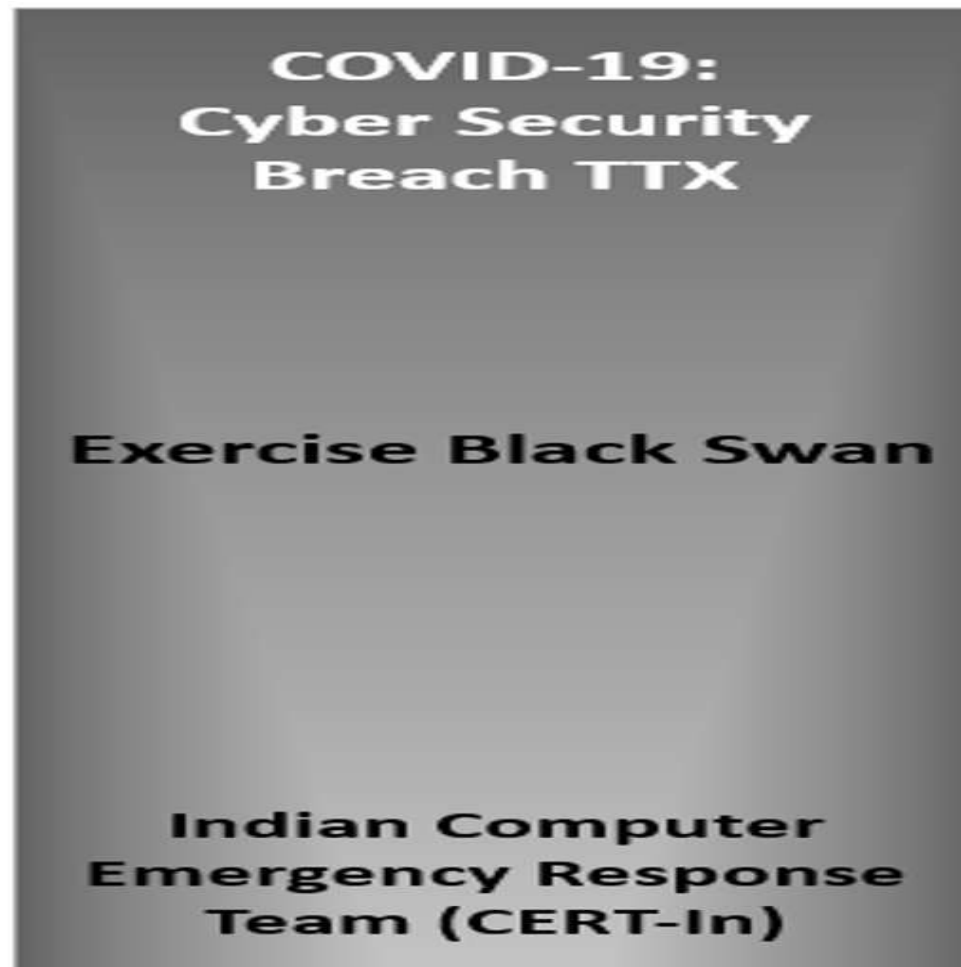 COVID-19:
Cyber Security
Breach TTX
Exercise Black Swan
Indian Computer
Emergency Response
Team (CERT-In)